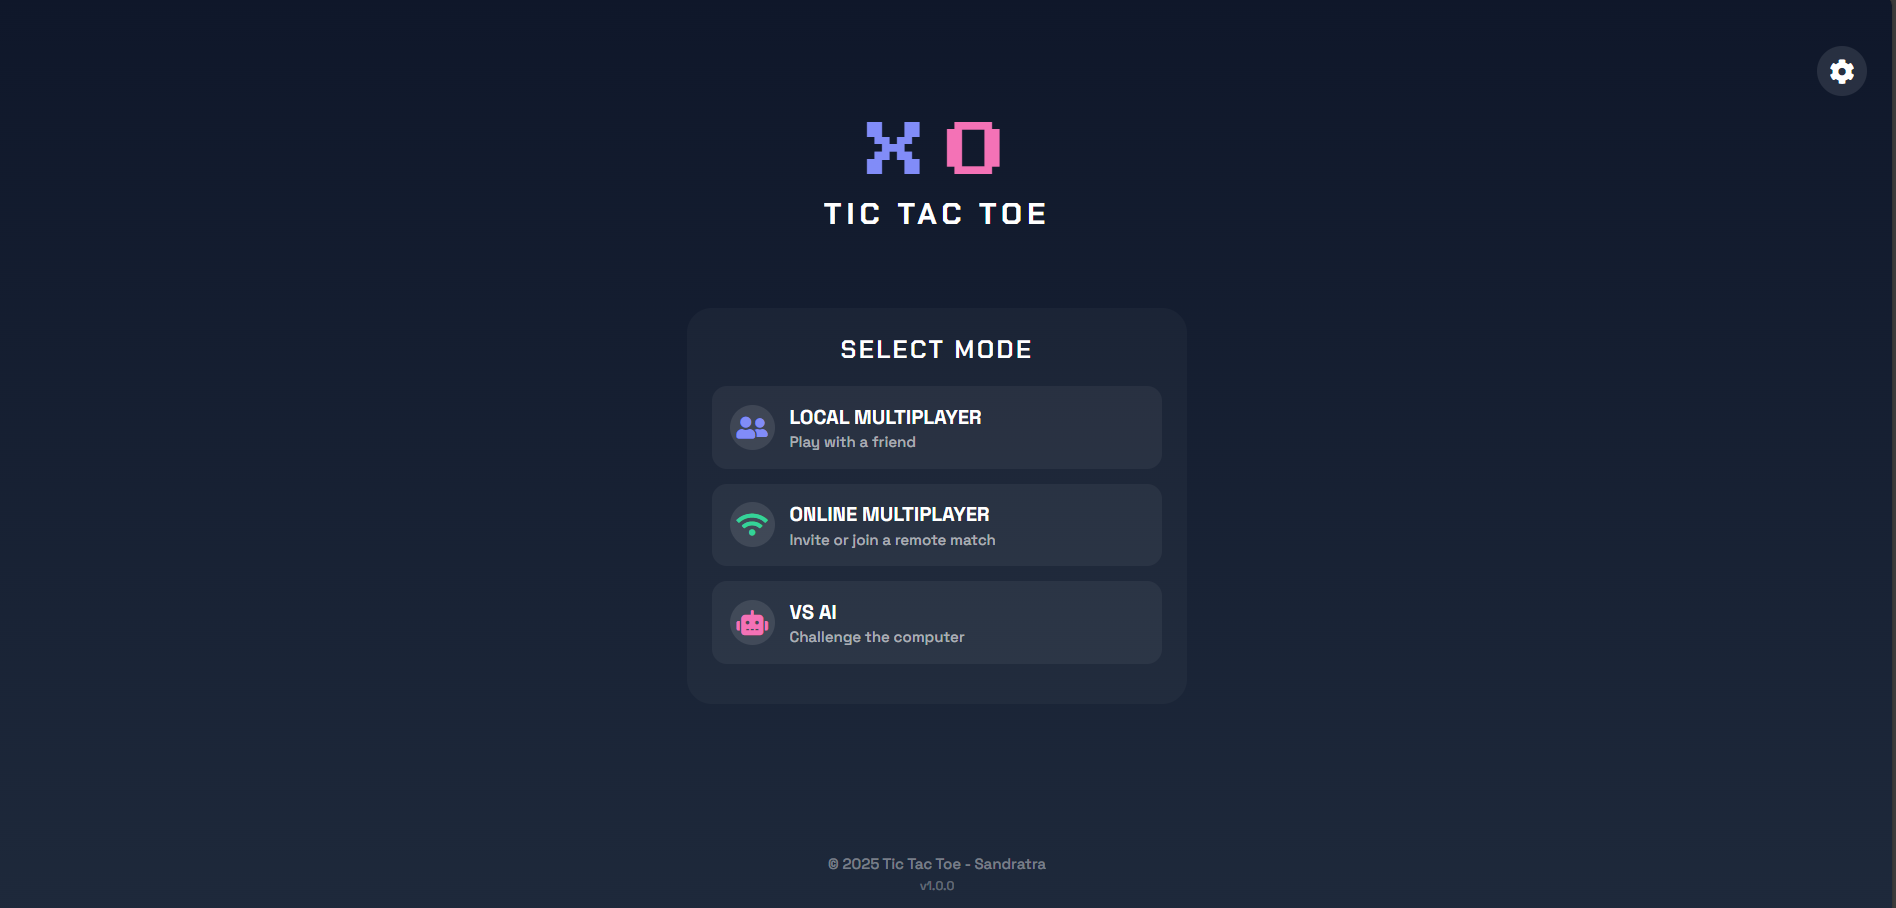 X O
TIC TAC TOE
SELECT MODE
LOCAL MULTIPLAYER
Play with a friend
ONLINE MULTIPLAYER
Invite or join a remote match
VS AI
Challenge the computer
© 2025 Tic Tac Toe - Sandratra
v1.0.0